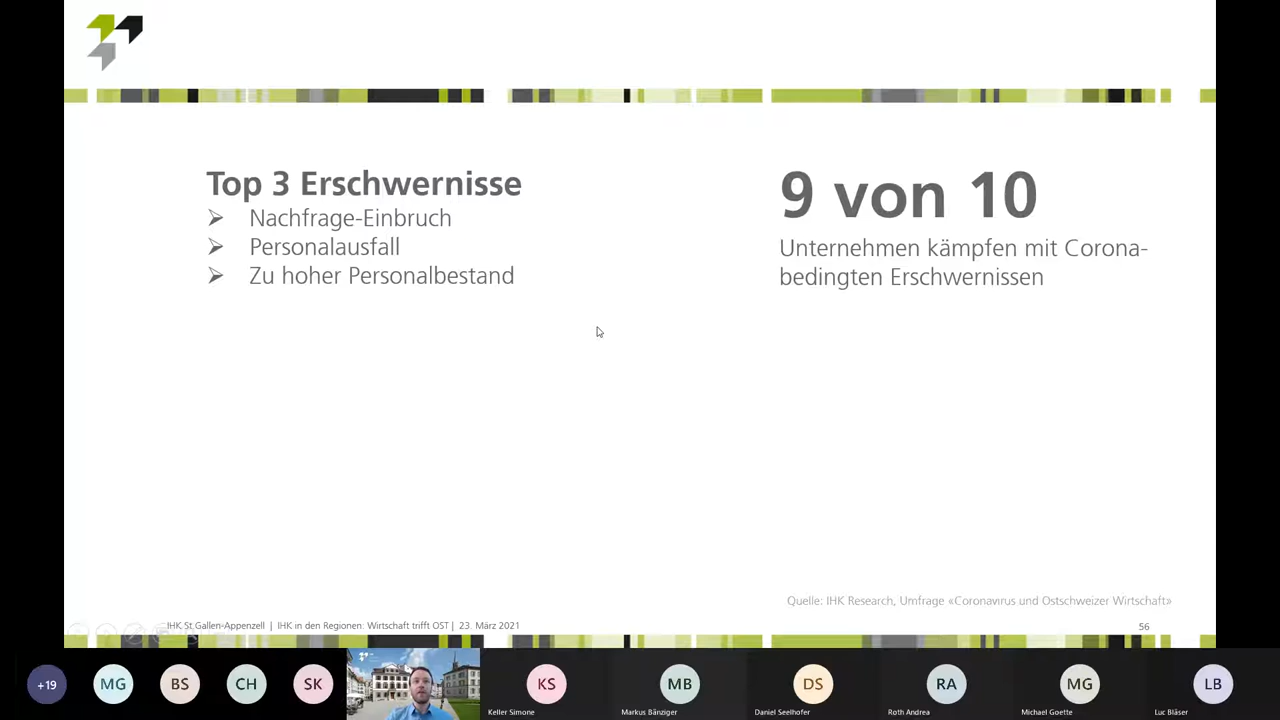 Top 3 Erschwernisse
Nachfrage-Einbruch
Personalausfall
Zu hoher Personalbestand
9 von 10
Unternehmen kämpfen mit Corona-
bedingten Erschwernissen
Quelle: IHK Research, Umfrage «Coronavirus und Ostschweizer Wirtschaft»
IHK St.Gallen-Appenzell | IHK in den Regionen: Wirtschaft trifft OST | 23. März 2021
56
+19
MG
BS
CH
SK
KS
MB
DS
RA
MG
LB
Keller Simone
Markus Bänziger
Daniel Seelhofer
Roth Andrea
Michael Goette
Luc Bläser